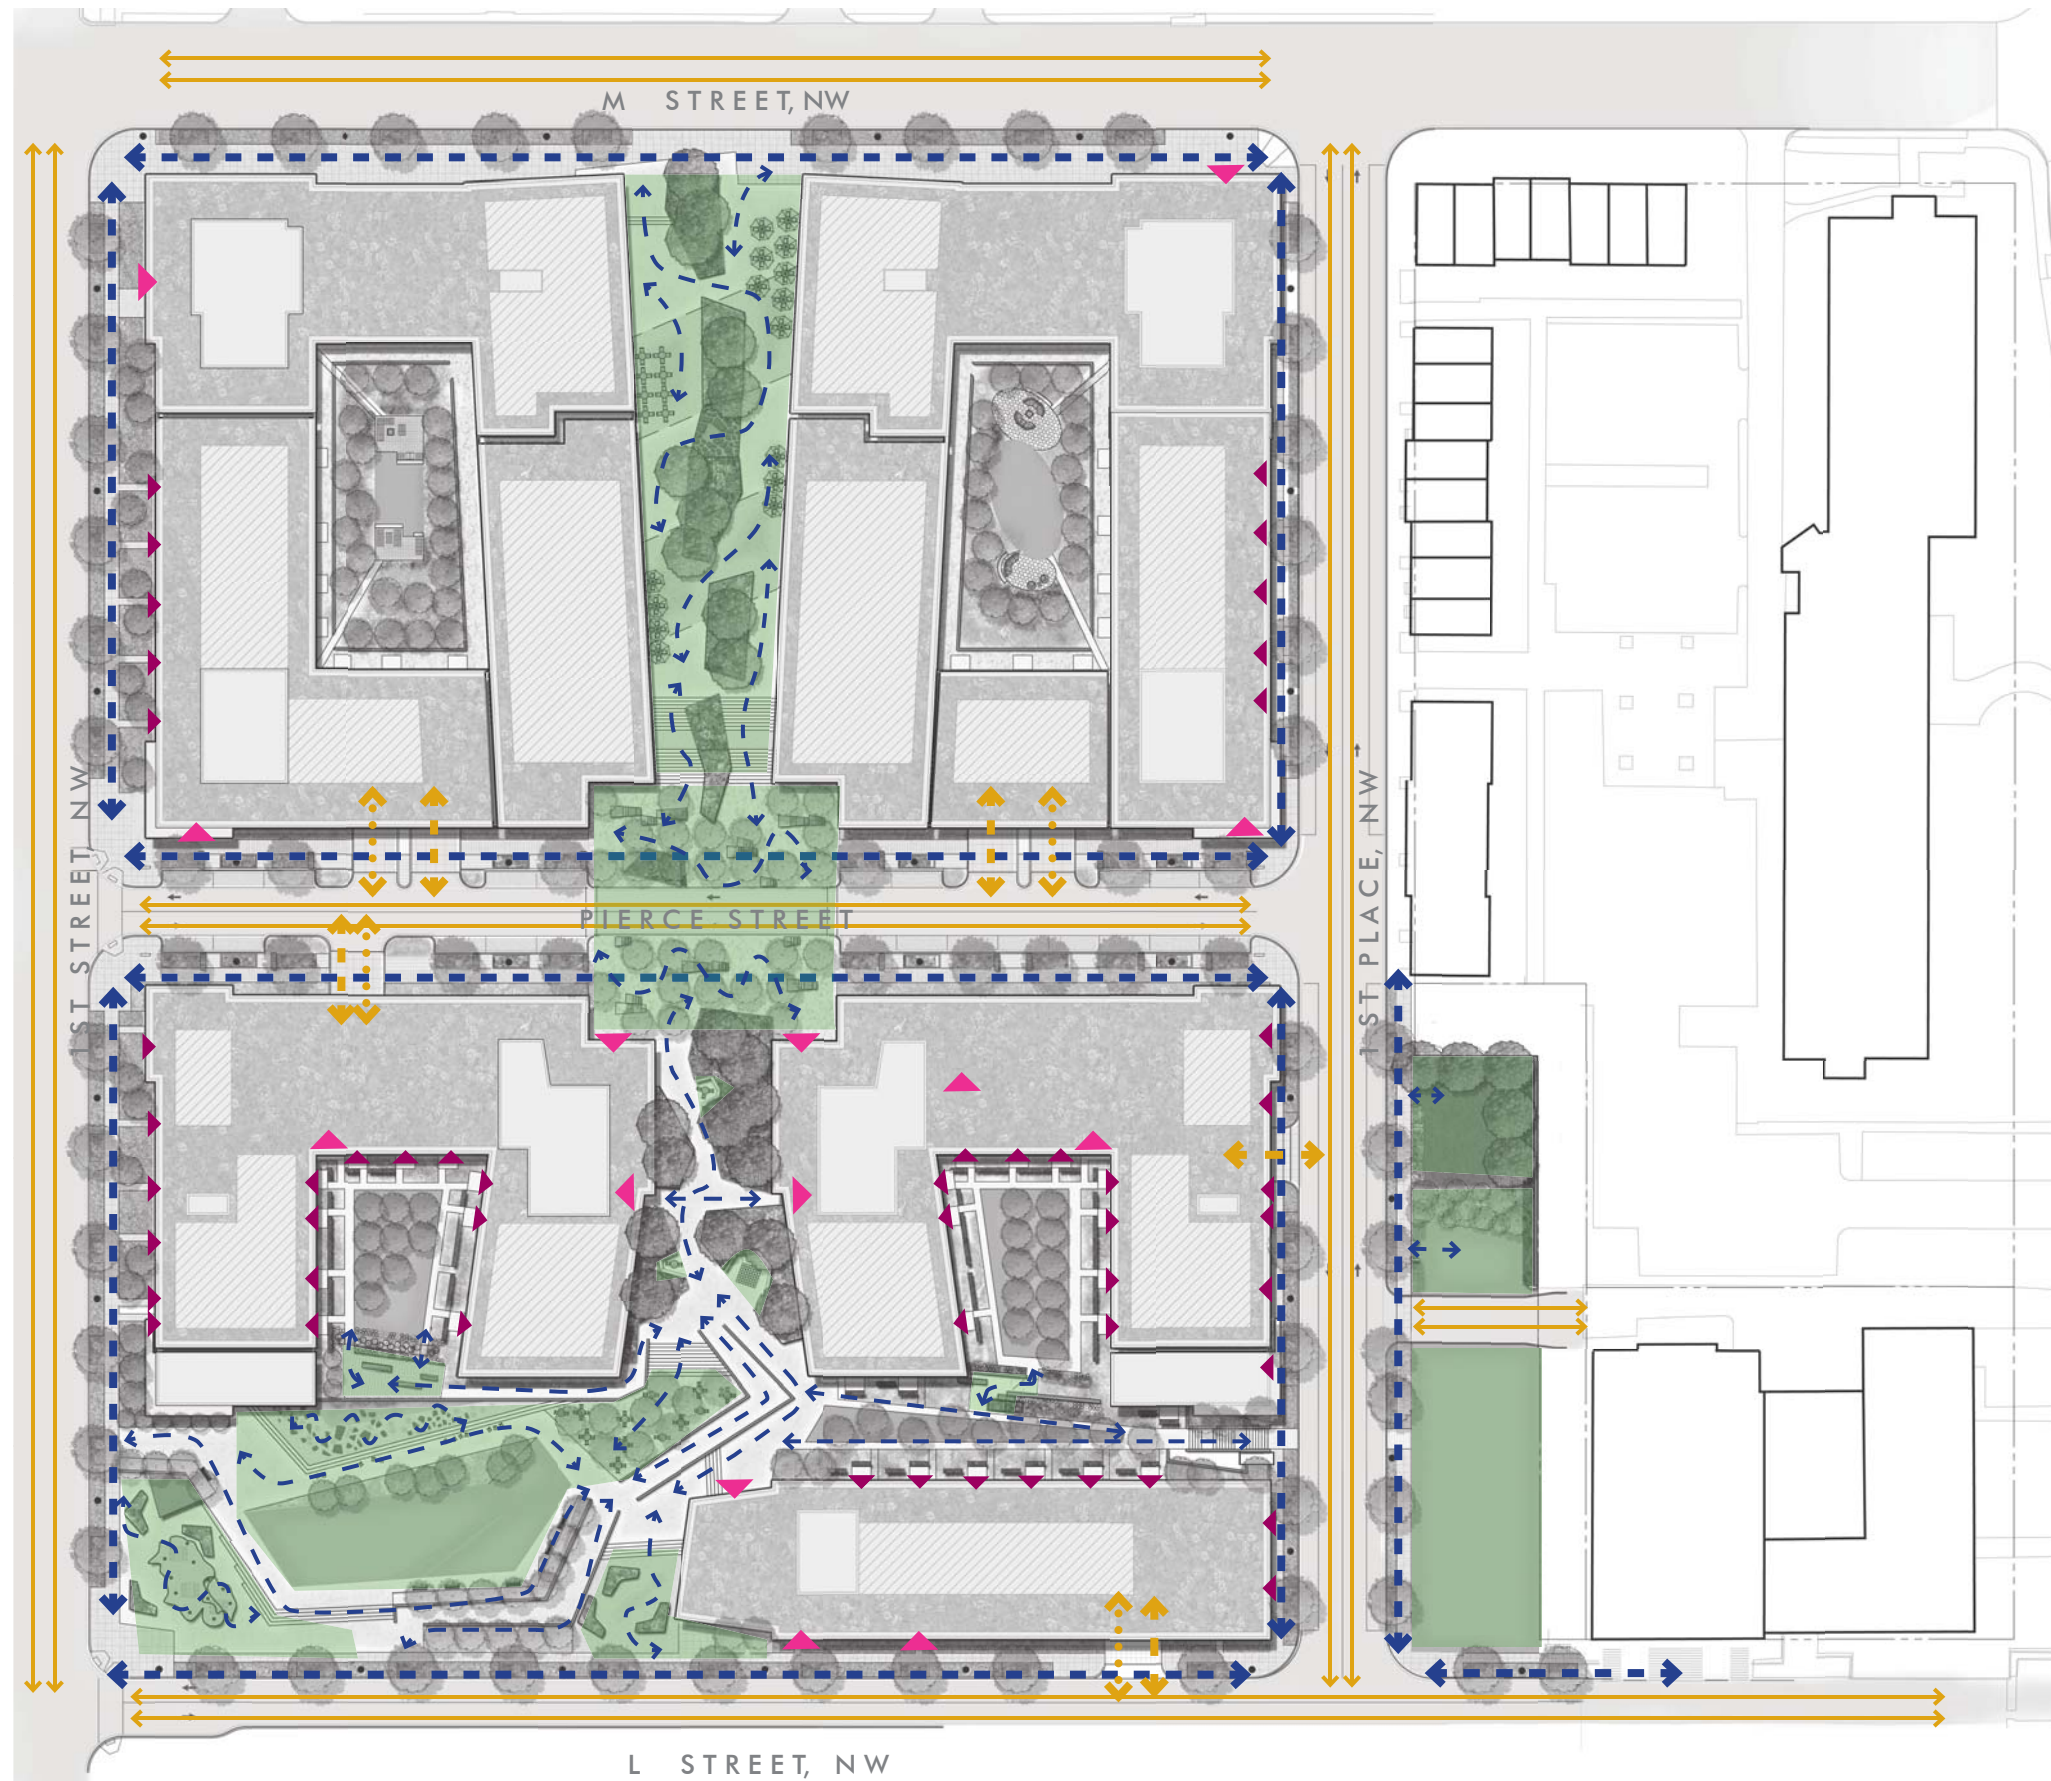 M STREET, NW
1ST STREET NW
PIERCE STREET
1ST PLACE, NW
L STREET, NW